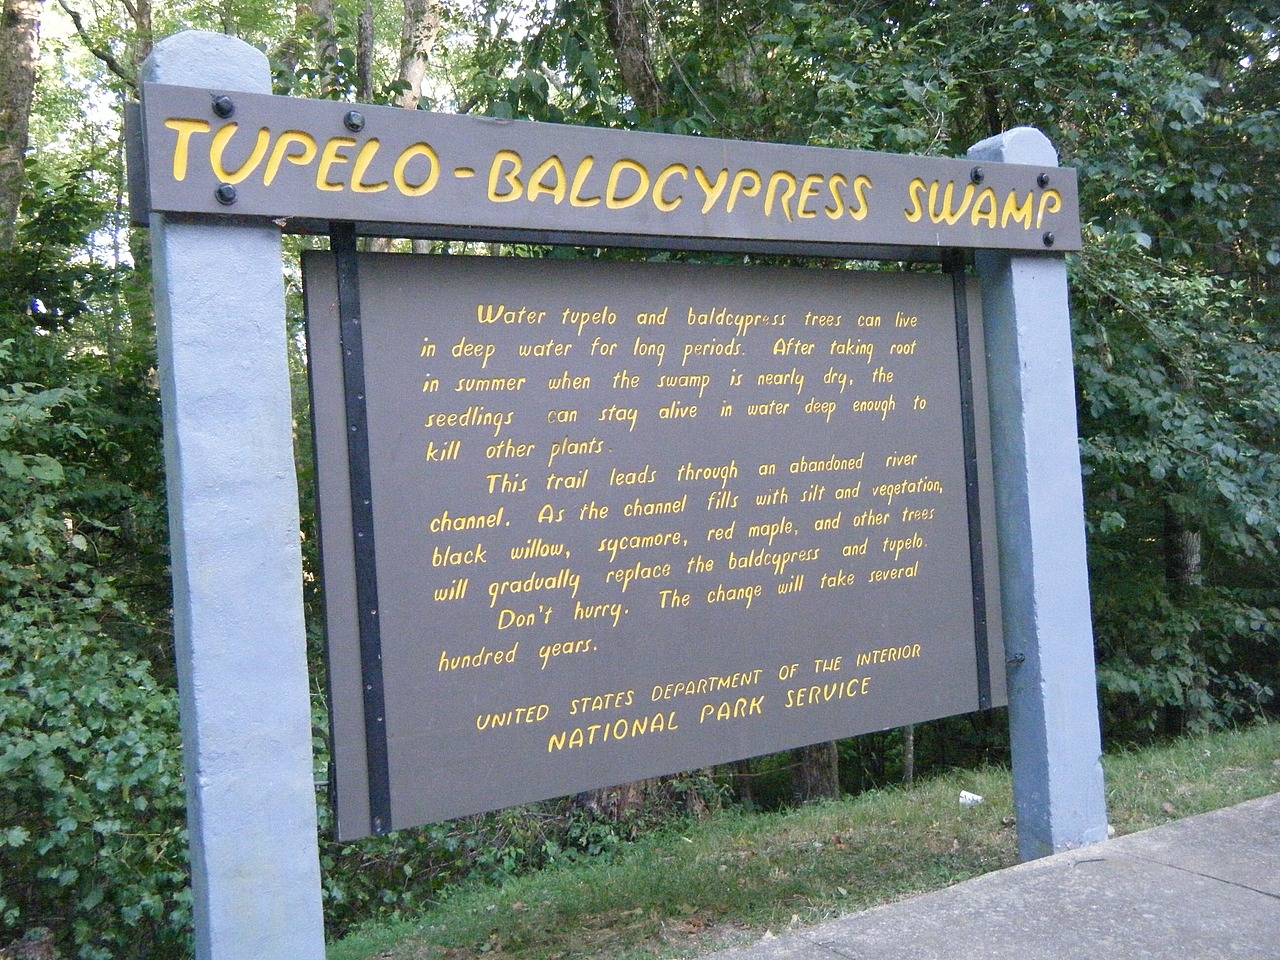 TUPELO-BALDCYPRESS SWAMP
Water tupelo and baldcypress trees can live
in deep water for long periods. After taking root
in summer when the swamp is nearly dry, the
seedlings can stay alive in water deep enough to
kill other plants.
This trail leads through an abandoned river
channel. As the channel fills with silt and vegetation,
black willow, sycamore, red maple, and other trees
will gradually replace the baldcypress and tupelo.
Don't hurry. The change will take several
hundred years.
UNITED STATES DEPARTMENT OF THE INTERIOR
NATIONAL PARK SERVICE